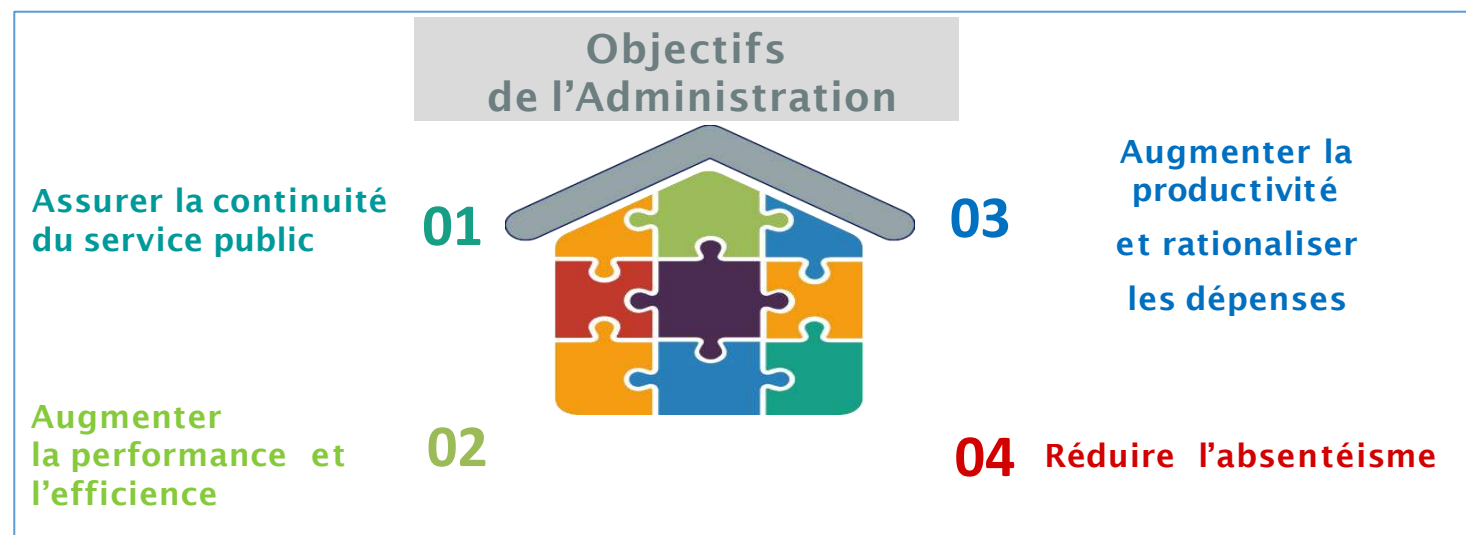 Objectifs
de l’Administration
Assurer la continuité
du service public
01
Augmenter
la performance et
l’efficience
02
03
Augmenter la
productivité
et rationaliser
les dépenses
04
Réduire l’absentéisme